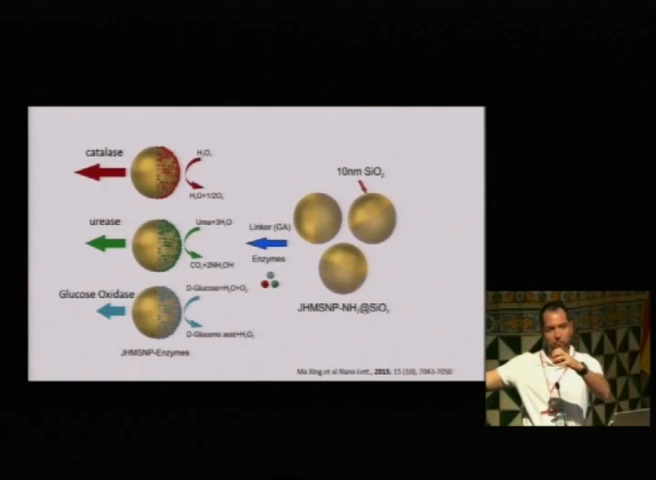 catalase
H₂O₂
H₂O+1/2O₂
10nm SiO₂
urease
Urea+3H₂O
CO₂+2NH₄OH
Linker (GA)
Enzymes
Glucose Oxidase
D-Glucose+H₂O+O₂
D-Gluconic acid+H₂O₂
JHMSNP-Enzymes
JHMSNP-NH₂@SiO₂
Ma Xing et al Nano Lett., 2015, 15 (10), 7043-7050